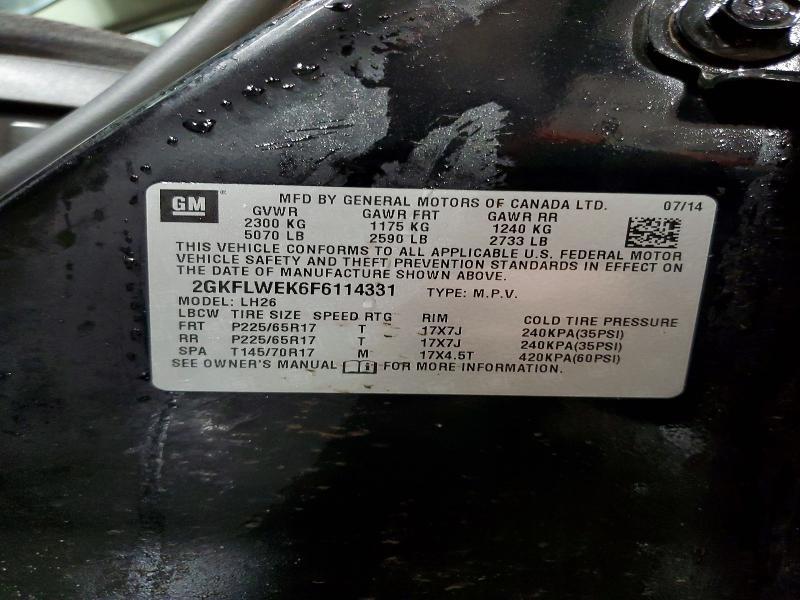 GM
MFD BY GENERAL MOTORS OF CANADA LTD. 07/14
GVWR GAWR FRT GAWR RR
2300 KG 1175 KG 1240 KG
5070 LB 2590 LB 2733 LB
THIS VEHICLE CONFORMS TO ALL APPLICABLE U.S. FEDERAL MOTOR
VEHICLE SAFETY AND THEFT PREVENTION STANDARDS IN EFFECT ON
THE DATE OF MANUFACTURE SHOWN ABOVE.
2GKFLWEK6F6114331 TYPE: M.P.V.
MODEL: LH26
LBCW TIRE SIZE SPEED RTG RIM COLD TIRE PRESSURE
FRT P225/65R17 T 17X7J 240KPA(35PSI)
RR P225/65R17 T 17X7J 240KPA(35PSI)
SPA T145/70R17 M 17X4.5T 420KPA(60PSI)
SEE OWNER'S MANUAL FOR MORE INFORMATION.